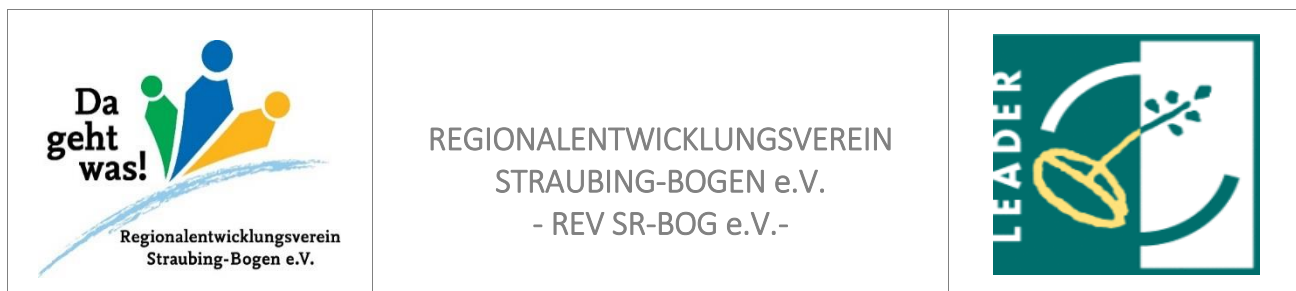 Da
geht
was!
Regionalentwicklungsverein
Straubing-Bogen e.V.
REGIONALENTWICKLUNGSVEREIN
STRAUBING-BOGEN e.V.
- REV SR-BOG e.V.-
LEADER